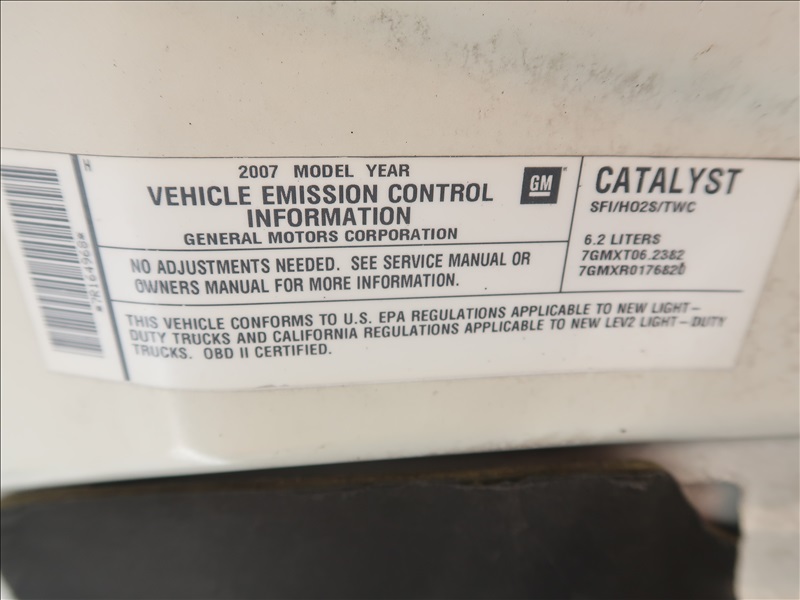 H
*7R164968*
2007 MODEL YEAR
VEHICLE EMISSION CONTROL
INFORMATION
GENERAL MOTORS CORPORATION
GM
CATALYST
SFI/HO2S/TWC
6.2 LITERS
7GMXT06.2382
7GMXR0176820
NO ADJUSTMENTS NEEDED. SEE SERVICE MANUAL OR
OWNERS MANUAL FOR MORE INFORMATION.
THIS VEHICLE CONFORMS TO U.S. EPA REGULATIONS APPLICABLE TO NEW LIGHT-
DUTY TRUCKS AND CALIFORNIA REGULATIONS APPLICABLE TO NEW LEV2 LIGHT-DUTY
TRUCKS. OBD II CERTIFIED.